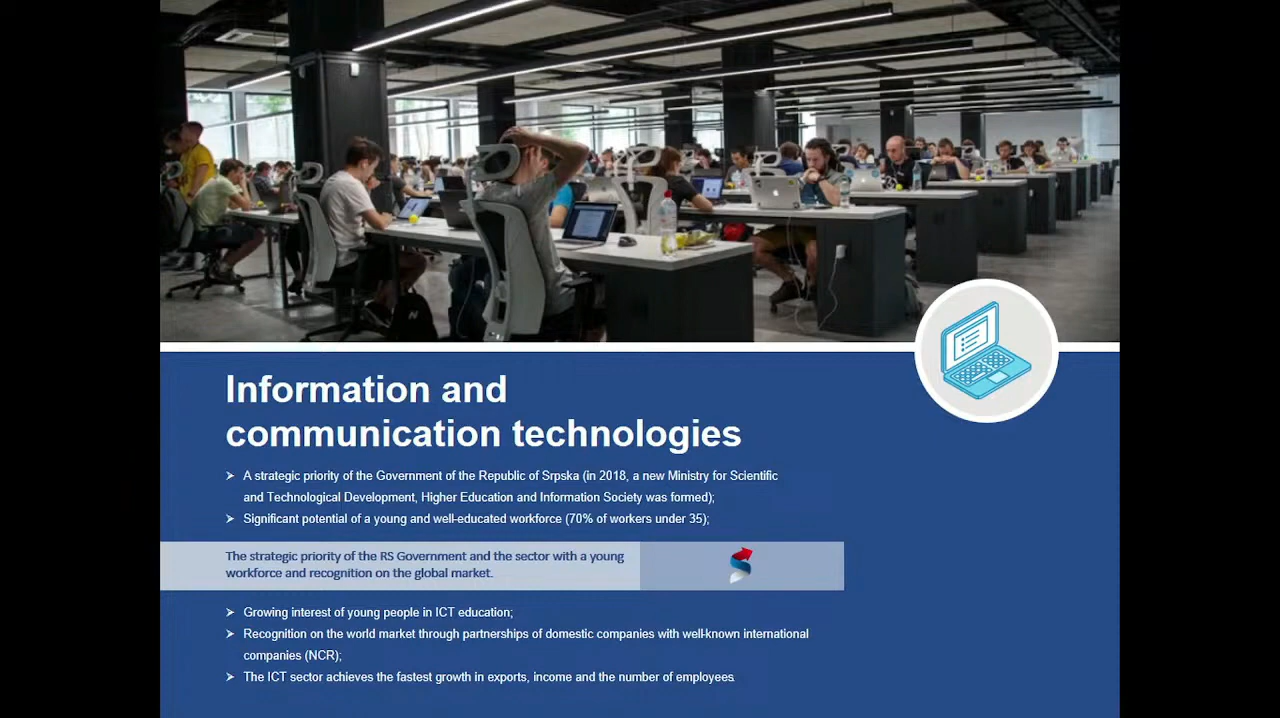 Information and
communication technologies
➢ A strategic priority of the Government of the Republic of Srpska (in 2018, a new Ministry for Scientific
and Technological Development, Higher Education and Information Society was formed);
➢ Significant potential of a young and well-educated workforce (70% of workers under 35);
The strategic priority of the RS Government and the sector with a young
workforce and recognition on the global market.
➢ Growing interest of young people in ICT education;
➢ Recognition on the world market through partnerships of domestic companies with well-known international
companies (NCR);
➢ The ICT sector achieves the fastest growth in exports, income and the number of employees.